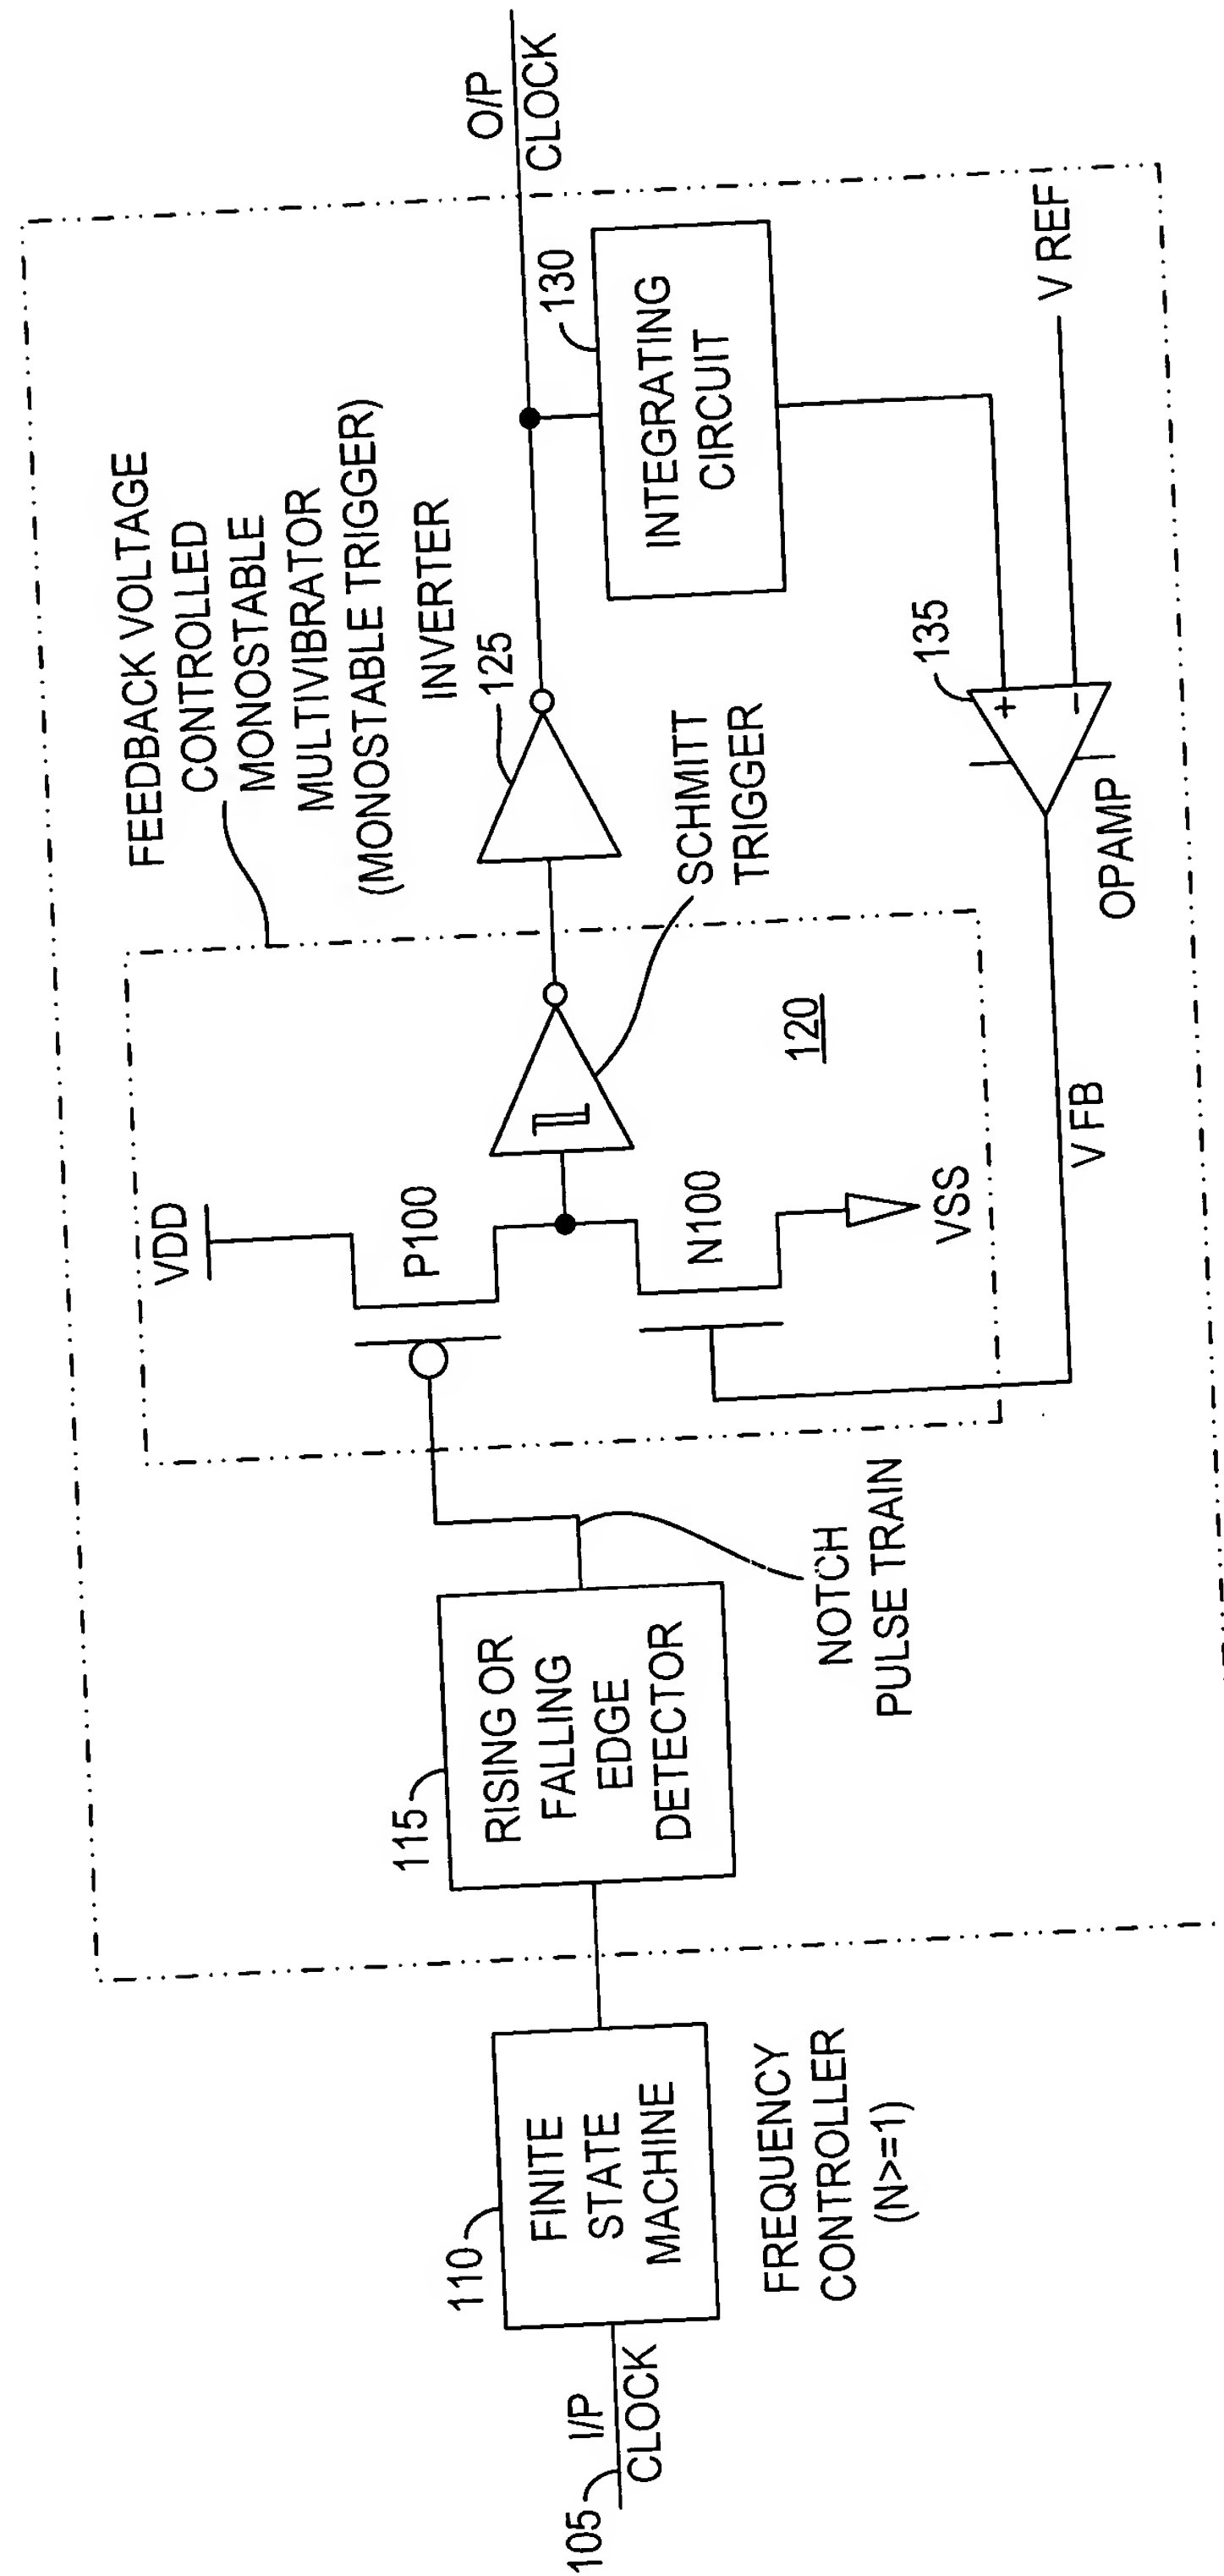 105
I/P
CLOCK
110
FINITE
STATE
MACHINE
FREQUENCY
CONTROLLER
(N>=1)
115
RISING OR
FALLING
EDGE
DETECTOR
NOTCH
PULSE TRAIN
VDD
P100
N100
VSS
120
SCHMITT
TRIGGER
FEEDBACK VOLTAGE
CONTROLLED
MONOSTABLE
MULTIVIBRATOR
(MONOSTABLE TRIGGER)
INVERTER
125
O/P
CLOCK
130
INTEGRATING
CIRCUIT
135
+
−
OPAMP
V REF
V FB